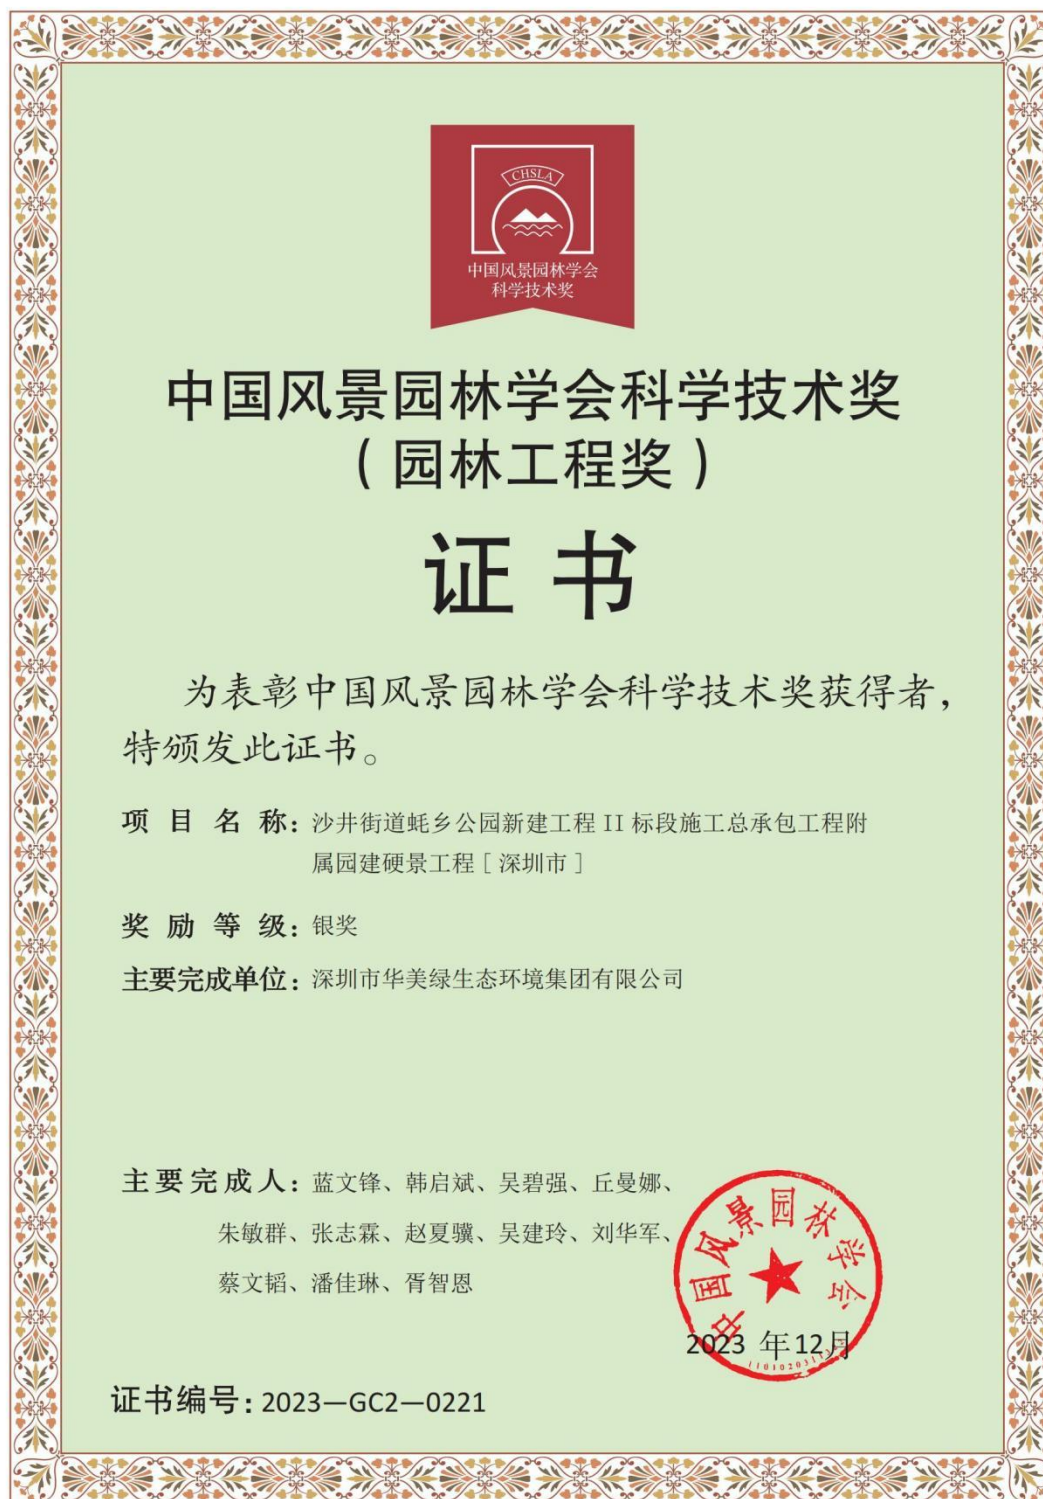 CHSLA
中国风景园林学会
科学技术奖
中国风景园林学会科学技术奖
（园林工程奖）
证书
为表彰中国风景园林学会科学技术奖获得者，
特颁发此证书。
项目名称：沙井街道蚝乡公园新建工程 II 标段施工总承包工程附
属园建硬景工程［深圳市］
奖励等级：银奖
主要完成单位：深圳市华美绿生态环境集团有限公司
主要完成人：蓝文锋、韩启斌、吴碧强、丘曼娜、
朱敏群、张志霖、赵夏骥、吴建玲、刘华军、
蔡文韬、潘佳琳、胥智恩
中国风景园林学会
2023 年12月
证书编号：2023—GC2—0221